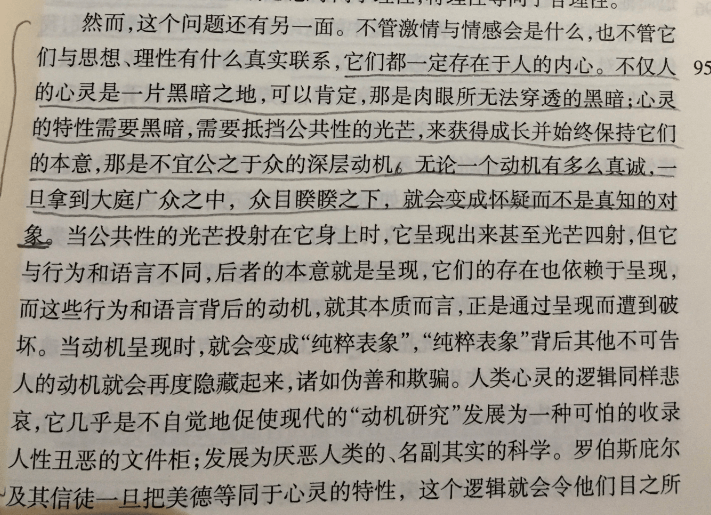 然而,这个问题还有另一面。不管激情与情感会是什么,也不管它
们与思想、理性有什么真实联系,它们都一定存在于人的内心。不仅人
95
的心灵是一片黑暗之地,可以肯定,那是肉眼所无法穿透的黑暗;心灵
的特性需要黑暗,需要抵挡公共性的光芒,来获得成长并始终保持它们
的本意,那是不宜公之于众的深层动机。无论一个动机有多么真诚,一
旦拿到大庭广众之中,众目睽睽之下,就会变成怀疑而不是真知的对
象。当公共性的光芒投射在它身上时,它呈现出来甚至光芒四射,但它
与行为和语言不同,后者的本意就是呈现,它们的存在也依赖于呈现,
而这些行为和语言背后的动机,就其本质而言,正是通过呈现而遭到破
坏。当动机呈现时,就会变成“纯粹表象”,“纯粹表象”背后其他不可告
人的动机就会再度隐藏起来,诸如伪善和欺骗。人类心灵的逻辑同样悲
哀,它几乎是不自觉地促使现代的“动机研究”发展为一种可怕的收录
人性丑恶的文件柜;发展为厌恶人类的、名副其实的科学。罗伯斯庇尔
及其信徒一旦把美德等同于心灵的特性,这个逻辑就会令他们目之所